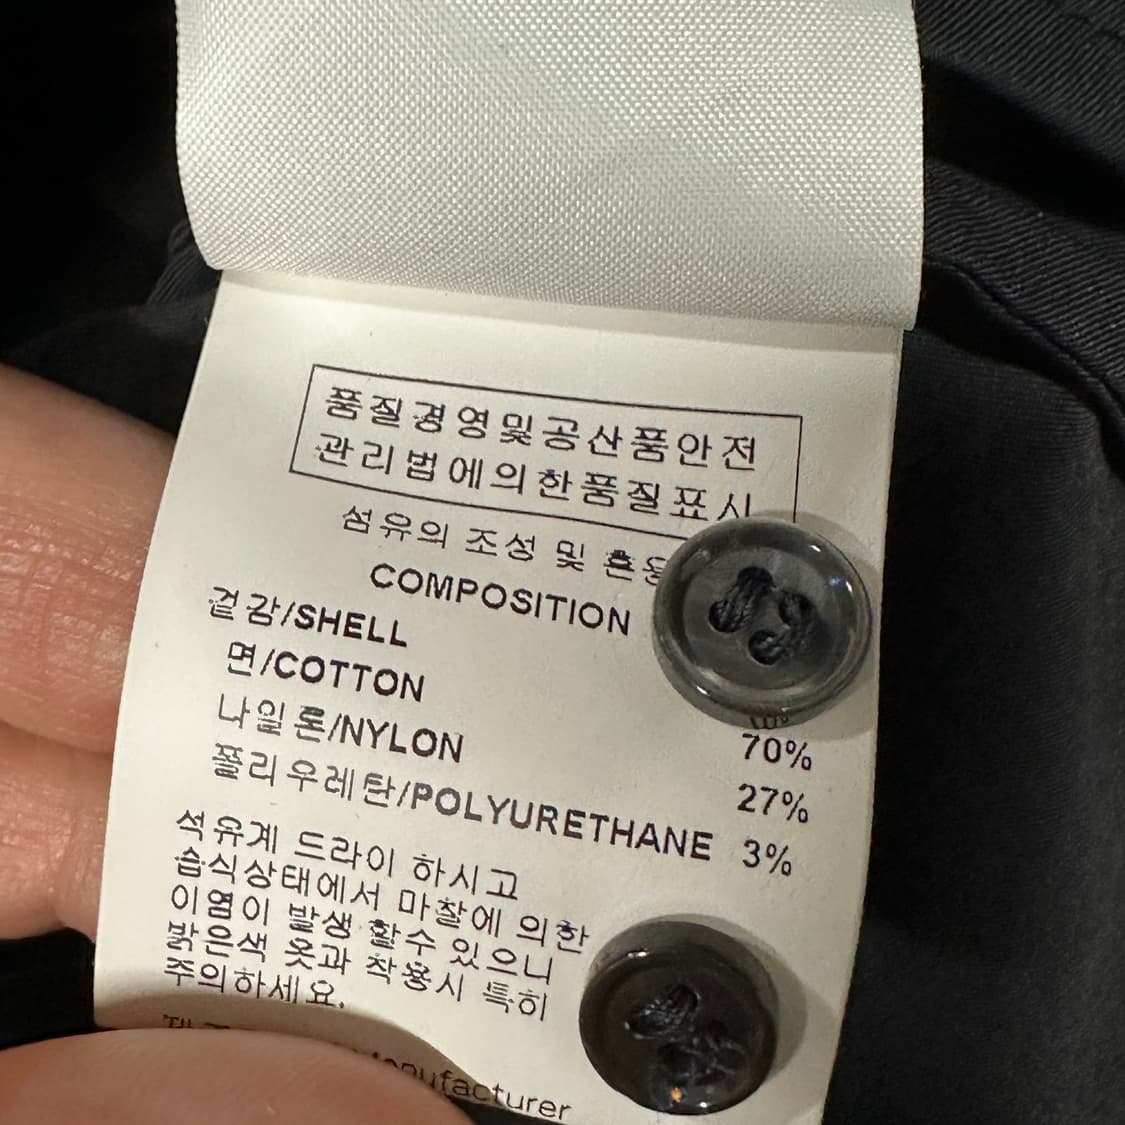 품질경영및공산품안전
관리법에의한품질표시
섬유의 조성 및
COMPOSITION
겉감/SHELL
면/COTTON 70%
나일론/NYLON 27%
폴리우레탄/POLYURETHANE 3%
석유계 드라이 하시고
습식상태에서 마찰에 의한
이염이 발생 할수 있으니
밝은색 옷과 착용시 특히
주의하세요.